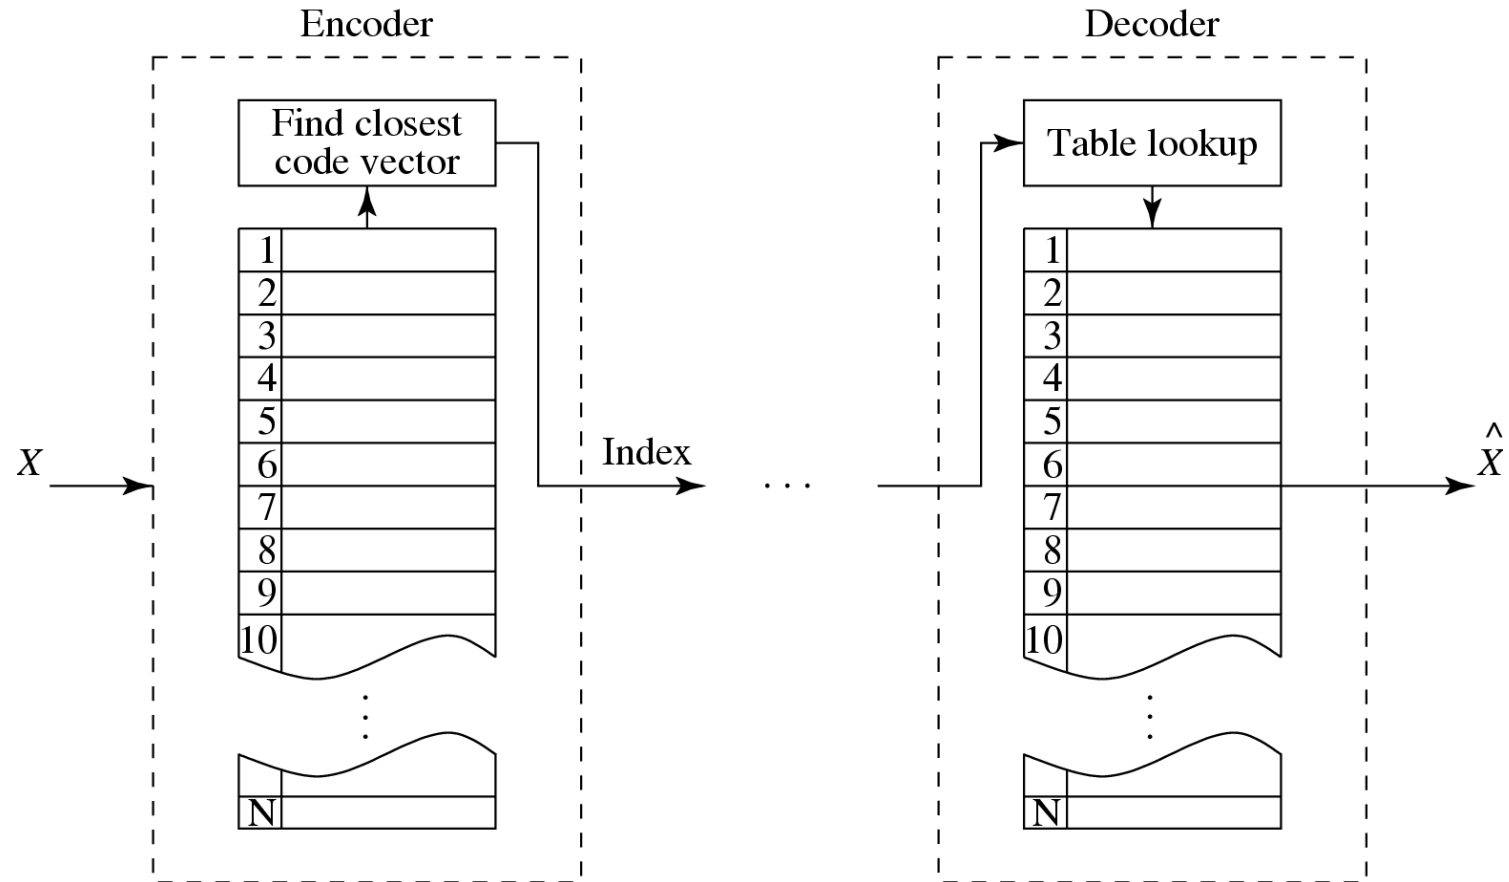 Encoder
Find closest
code vector
1
2
3
4
5
6
7
8
9
10
⋮
N
X
Index
. . .
Decoder
Table lookup
1
2
3
4
5
6
7
8
9
10
⋮
N
X̂